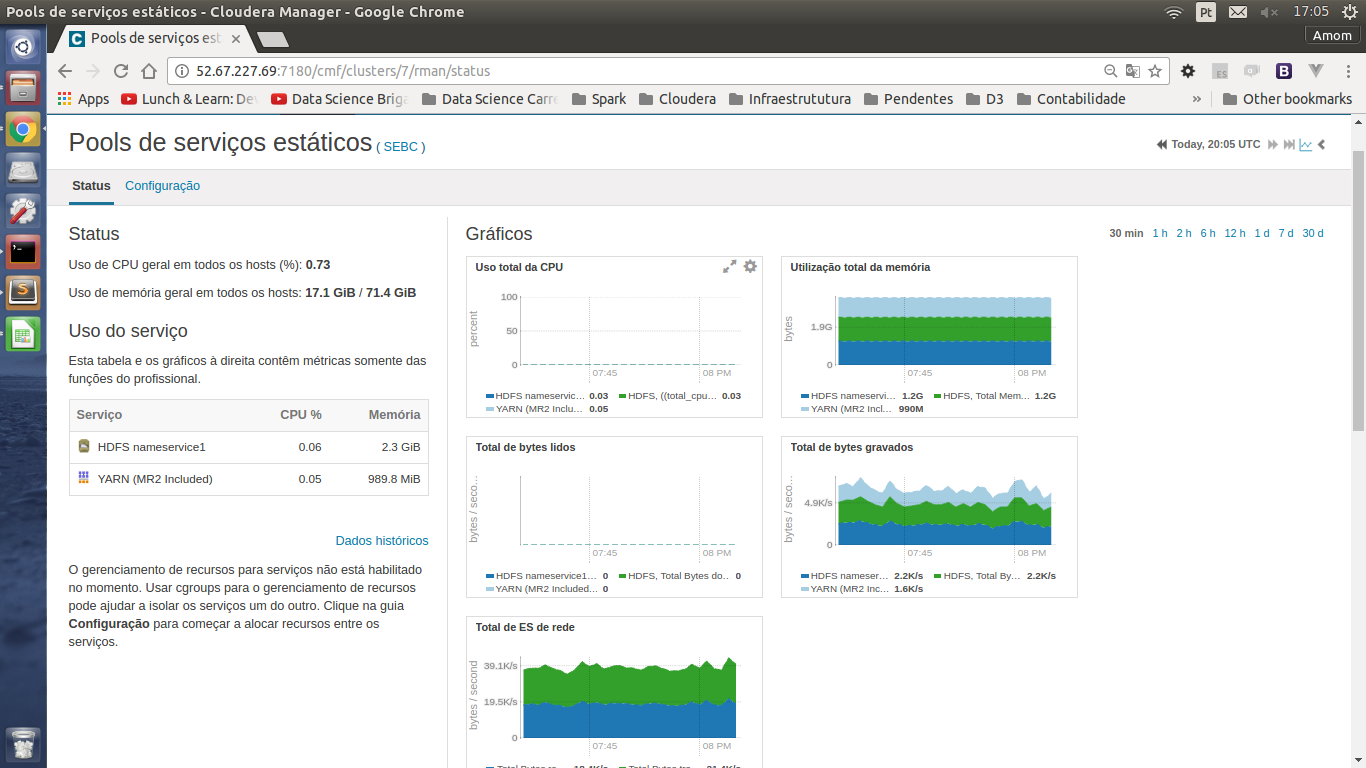 Pools de serviços estáticos - Cloudera Manager - Google Chrome
Pt
17:05
Pools de serviços est
Amom
52.67.227.69:7180/cmf/clusters/7/rman/status
Apps
Lunch & Learn: De
Data Science Briga
Data Science Carre
Spark
Cloudera
Infraestrututura
Pendentes
D3
Contabilidade
»
Other bookmarks
Pools de serviços estáticos ( SEBC )
Today, 20:05 UTC
Status
Configuração
Status
Uso de CPU geral em todos os hosts (%): 0.73
Uso de memória geral em todos os hosts: 17.1 GiB / 71.4 GiB
Uso do serviço
Esta tabela e os gráficos à direita contêm métricas somente das
funções do profissional.
Serviço CPU % Memória
HDFS nameservice1 0.06 2.3 GiB
YARN (MR2 Included) 0.05 989.8 MiB
Dados históricos
O gerenciamento de recursos para serviços não está habilitado
no momento. Usar cgroups para o gerenciamento de recursos
pode ajudar a isolar os serviços um do outro. Clique na guia
Configuração para começar a alocar recursos entre os
serviços.
Gráficos
30 min 1 h 2 h 6 h 12 h 1 d 7 d 30 d
Uso total da CPU
percent
100
50
0
07:45
08 PM
HDFS nameservic... 0.03
HDFS, ((total_cpu... 0.03
YARN (MR2 Inclu... 0.05
Utilização total da memória
bytes
1.9G
0
07:45
08 PM
HDFS nameservi... 1.2G
HDFS, Total Mem... 1.2G
YARN (MR2 Incl... 990M
Total de bytes lidos
bytes / seco...
07:45
08 PM
HDFS nameservice1... 0
HDFS, Total Bytes do... 0
YARN (MR2 Included... 0
Total de bytes gravados
bytes / seco...
4.9K/s
0
07:45
08 PM
HDFS nameser... 2.2K/s
HDFS, Total By... 2.2K/s
YARN (MR2 Inc... 1.6K/s
Total de ES de rede
bytes / second
39.1K/s
19.5K/s
0
07:45
08 PM